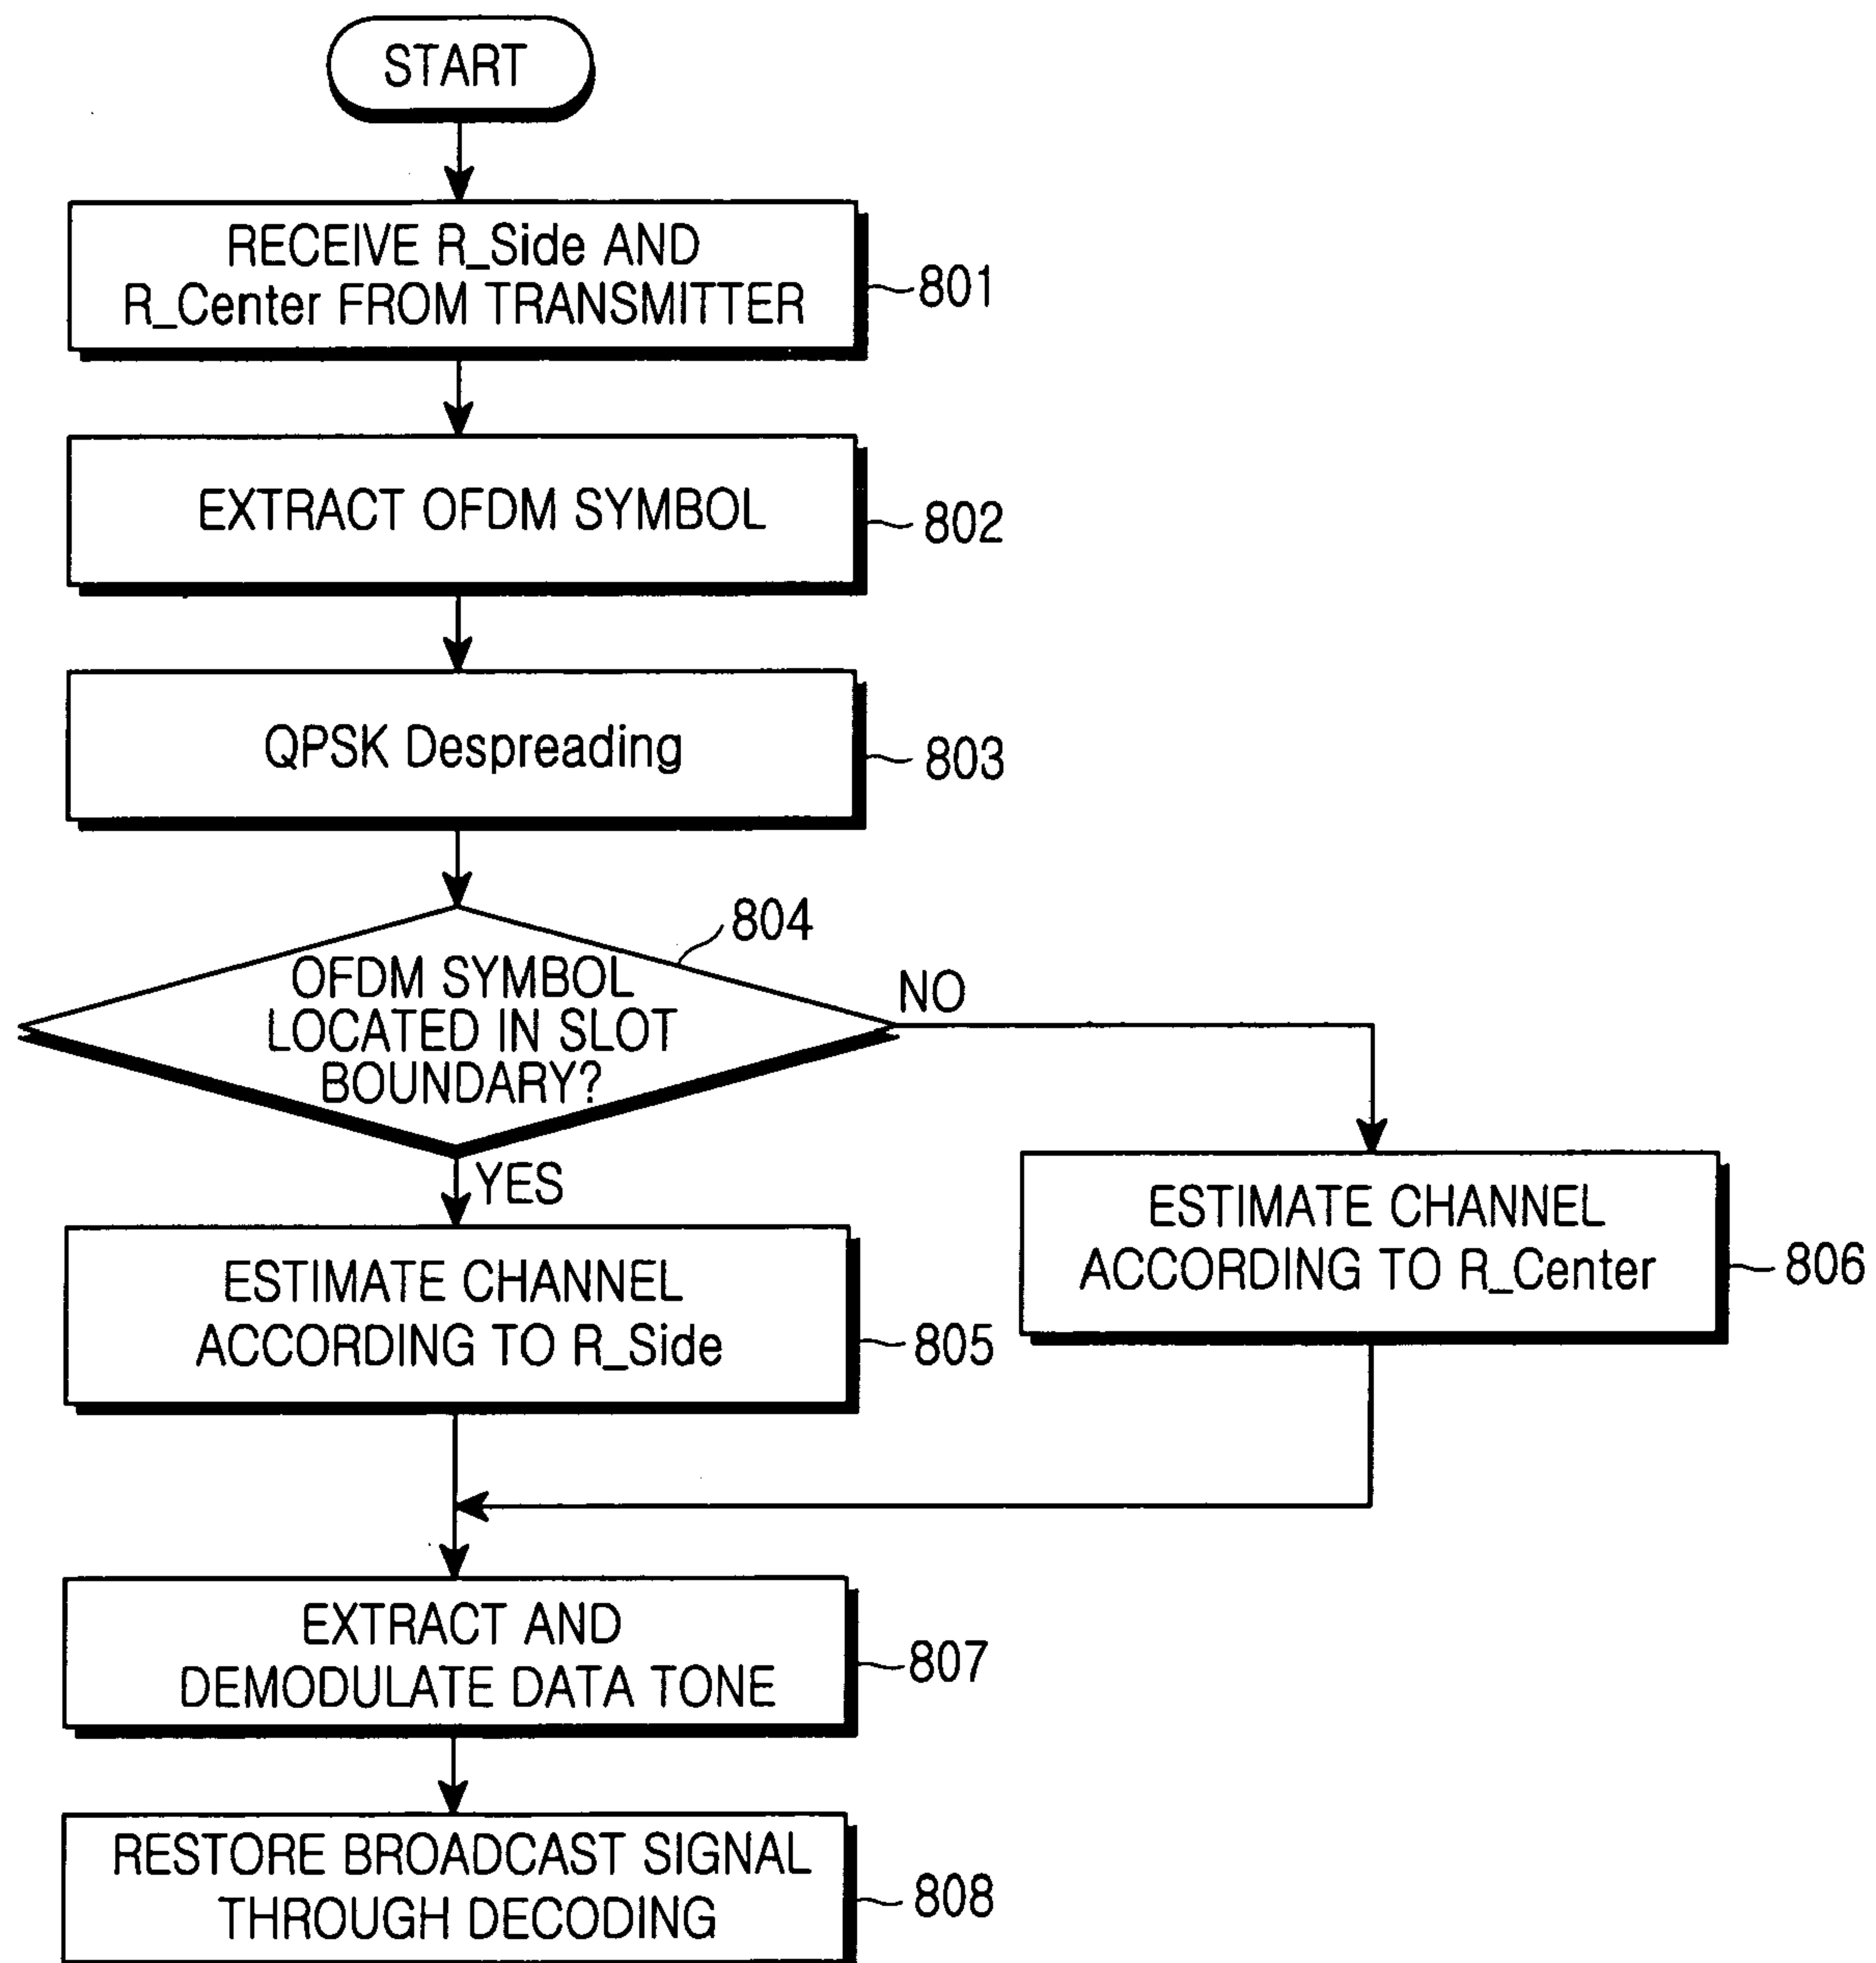 START
RECEIVE R_Side AND
R_Center FROM TRANSMITTER
801
EXTRACT OFDM SYMBOL
802
QPSK Despreading
803
804
OFDM SYMBOL
LOCATED IN SLOT
BOUNDARY?
NO
YES
ESTIMATE CHANNEL
ACCORDING TO R_Side
805
ESTIMATE CHANNEL
ACCORDING TO R_Center
806
EXTRACT AND
DEMODULATE DATA TONE
807
RESTORE BROADCAST SIGNAL
THROUGH DECODING
808